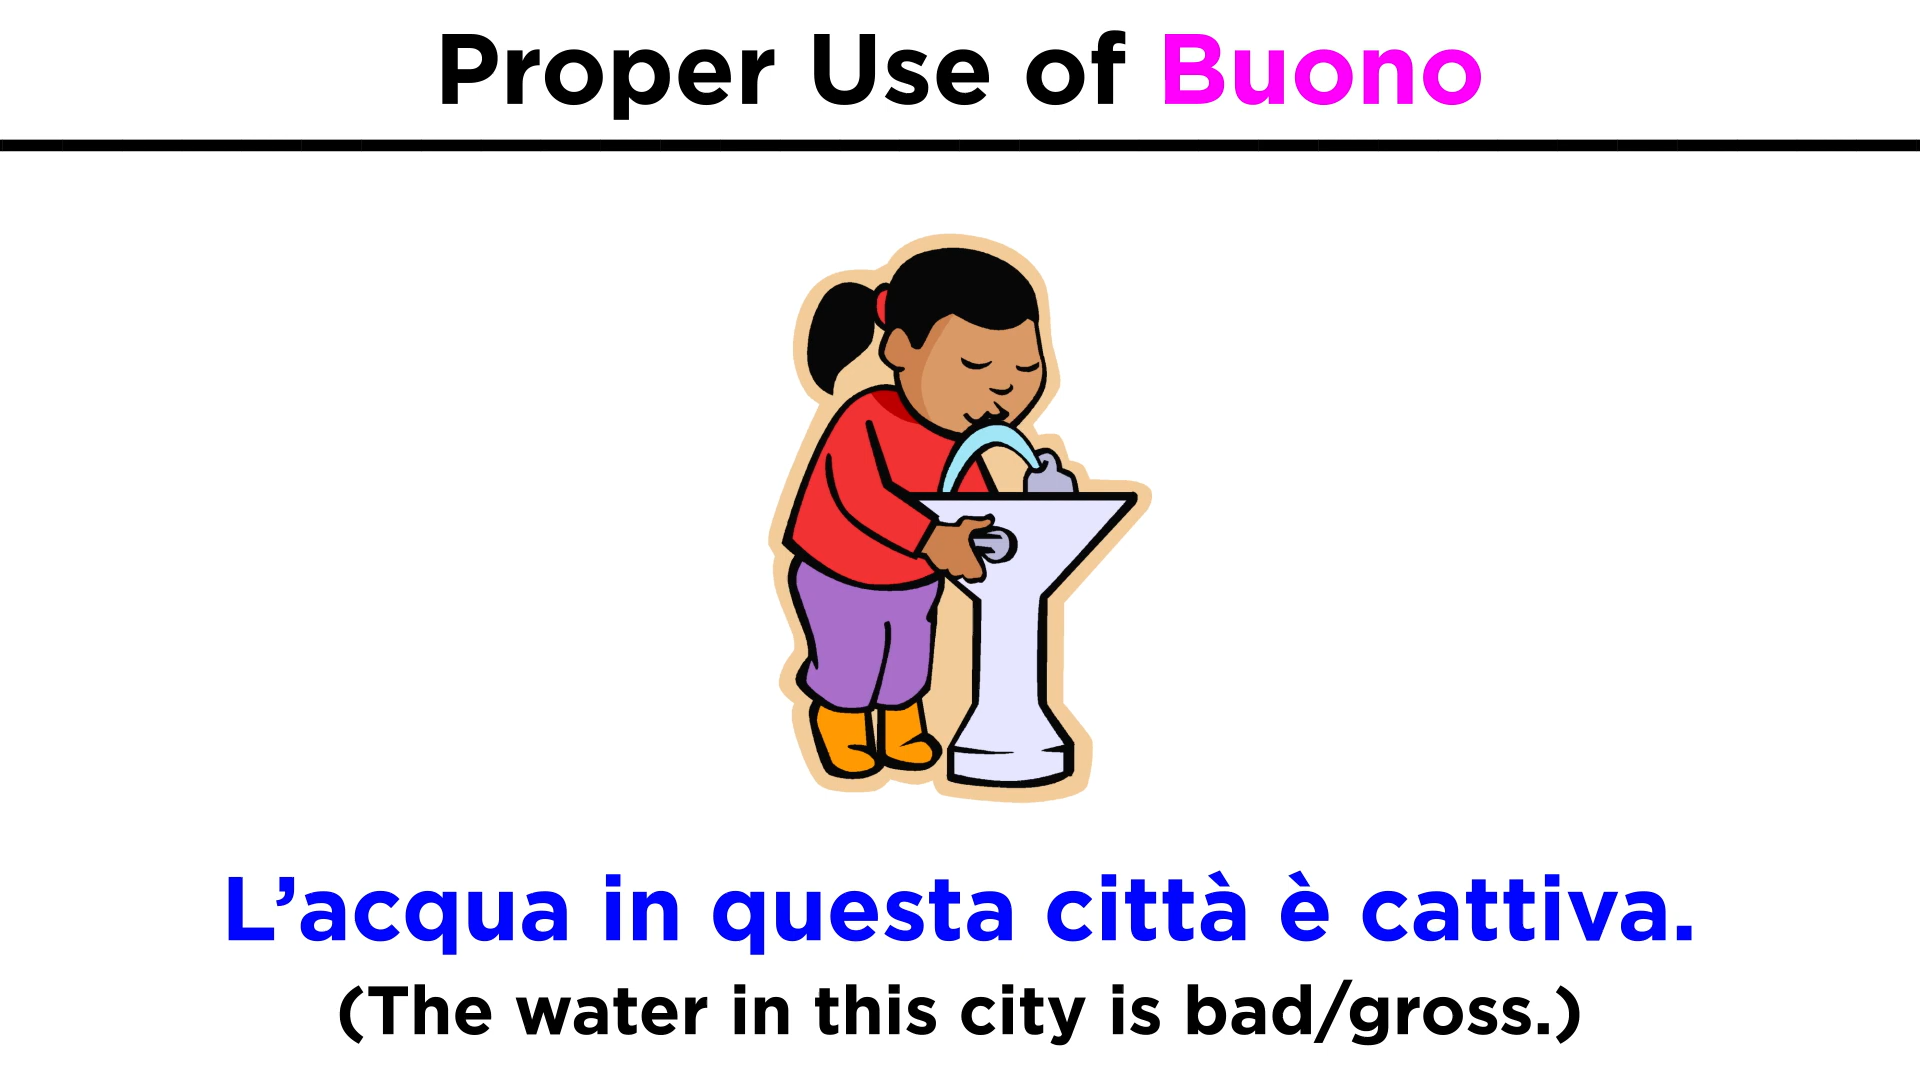 Proper Use of Buono
L’acqua in questa città è cattiva.
(The water in this city is bad/gross.)